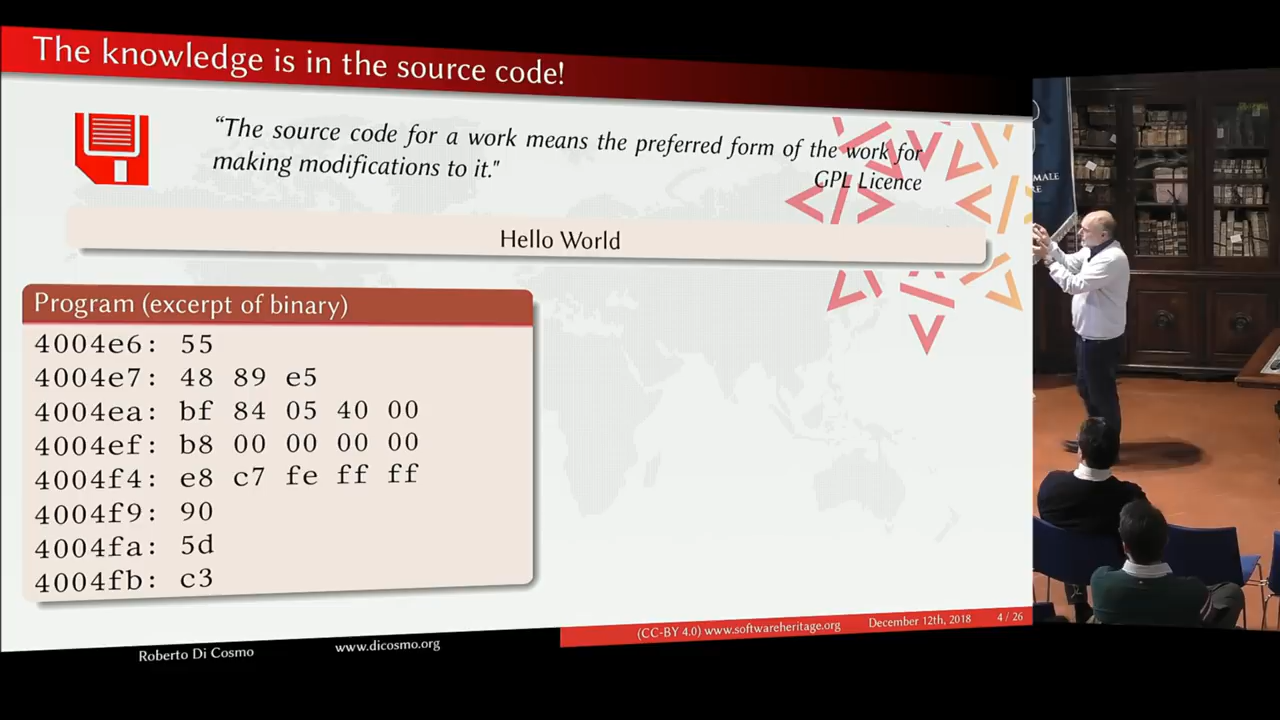 The knowledge is in the source code!
“The source code for a work means the preferred form of the work for
making modifications to it."
GPL Licence
Hello World
Program (excerpt of binary)
4004e6: 55
4004e7: 48 89 e5
4004ea: bf 84 05 40 00
4004ef: b8 00 00 00 00
4004f4: e8 c7 fe ff ff
4004f9: 90
4004fa: 5d
4004fb: c3
Roberto Di Cosmo
www.dicosmo.org
(CC-BY 4.0) www.softwareheritage.org
December 12th, 2018
4 / 26